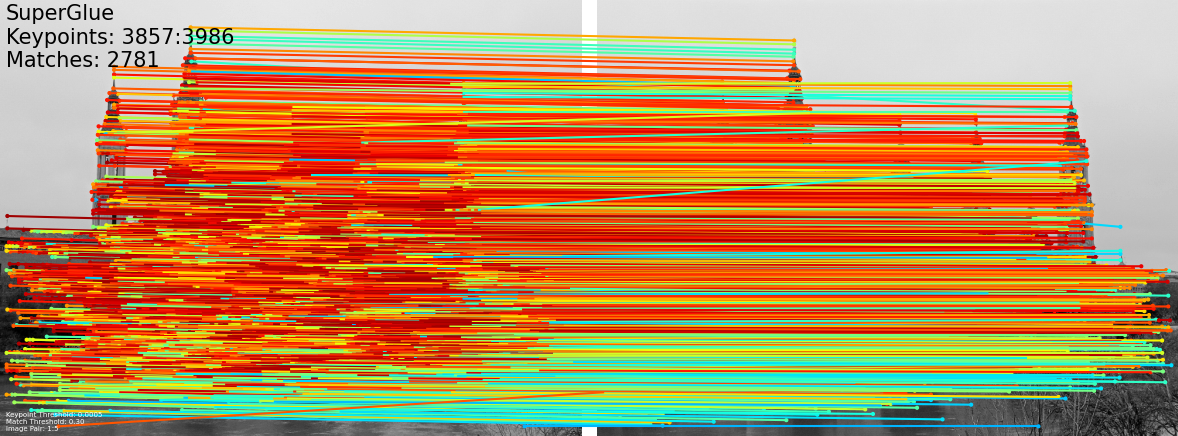 SuperGlue
Keypoints: 3857:3986
Matches: 2781
Keypoint Threshold: 0.0005
Match Threshold: 0.30
Image Pair: 1:5